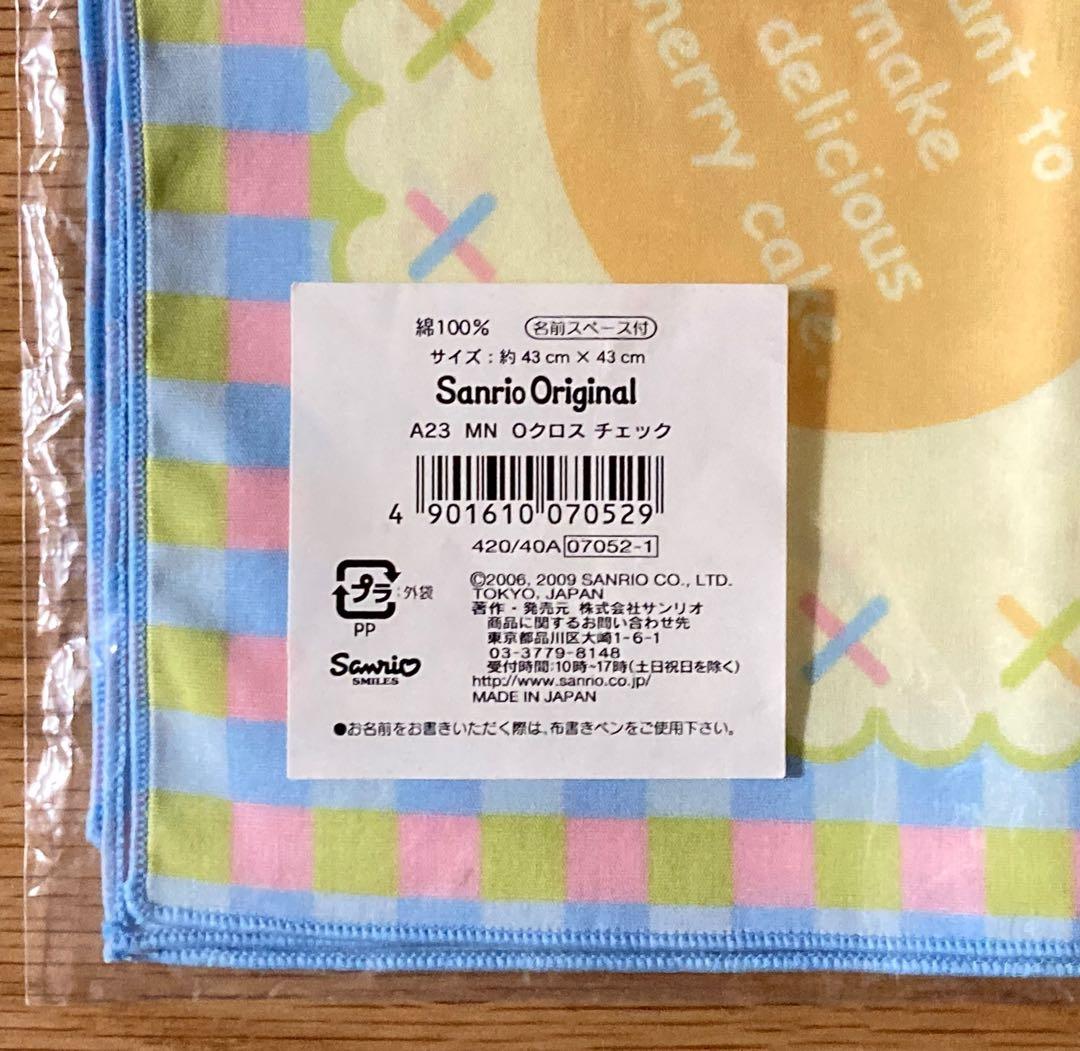 unt to
make
delicious
herry cake.
綿100% 名前スペース付
サイズ：約 43 cm × 43 cm
Sanrio Original
A23 MN Oクロス チェック
4 901610 070529
420/40A 07052-1
プラ :外袋
PP
©2006, 2009 SANRIO CO., LTD.
TOKYO, JAPAN
著作・発売元 株式会社サンリオ
商品に関するお問い合わせ先
東京都品川区大崎1-6-1
03-3779-8148
受付時間:10時~17時(土日祝日を除く)
http://www.sanrio.co.jp/
MADE IN JAPAN
Sanrio
SMILES
●お名前をお書きいただく際は、布書きペンをご使用下さい。